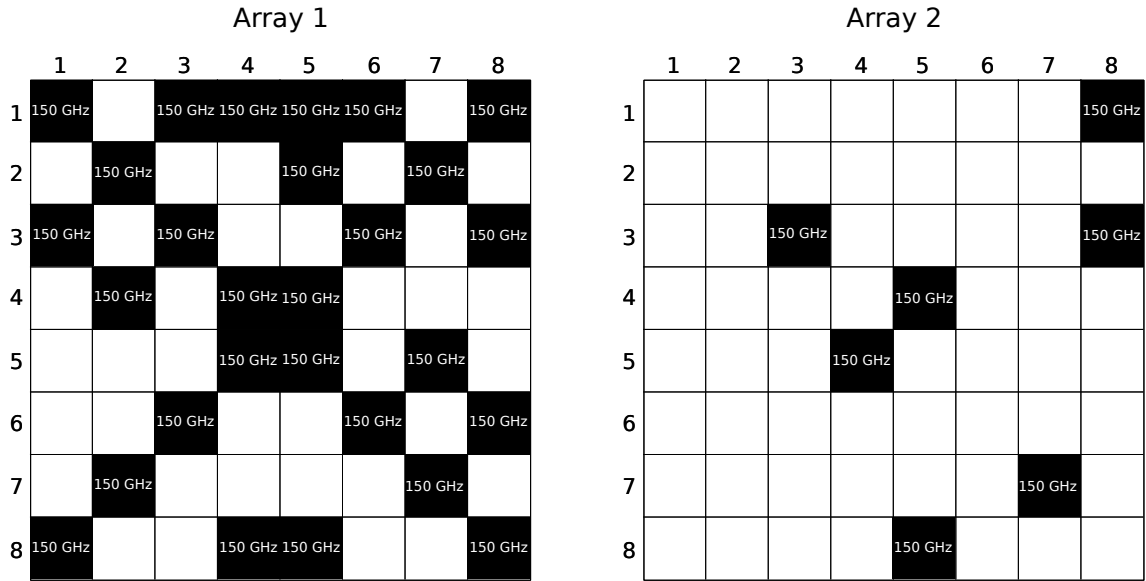 Array 1 Array 2
1 2 3 4 5 6 7 8 1 2 3 4 5 6 7 8
1 150 GHz 150 GHz 150 GHz 150 GHz 150 GHz 150 GHz 1 150 GHz
2 150 GHz 150 GHz 150 GHz 2
3 150 GHz 150 GHz 150 GHz 150 GHz 3 150 GHz 150 GHz
4 150 GHz 150 GHz 150 GHz 4 150 GHz
5 150 GHz 150 GHz 150 GHz 5 150 GHz
6 150 GHz 150 GHz 150 GHz 6
7 150 GHz 150 GHz 7 150 GHz
8 150 GHz 150 GHz 150 GHz 150 GHz 8 150 GHz